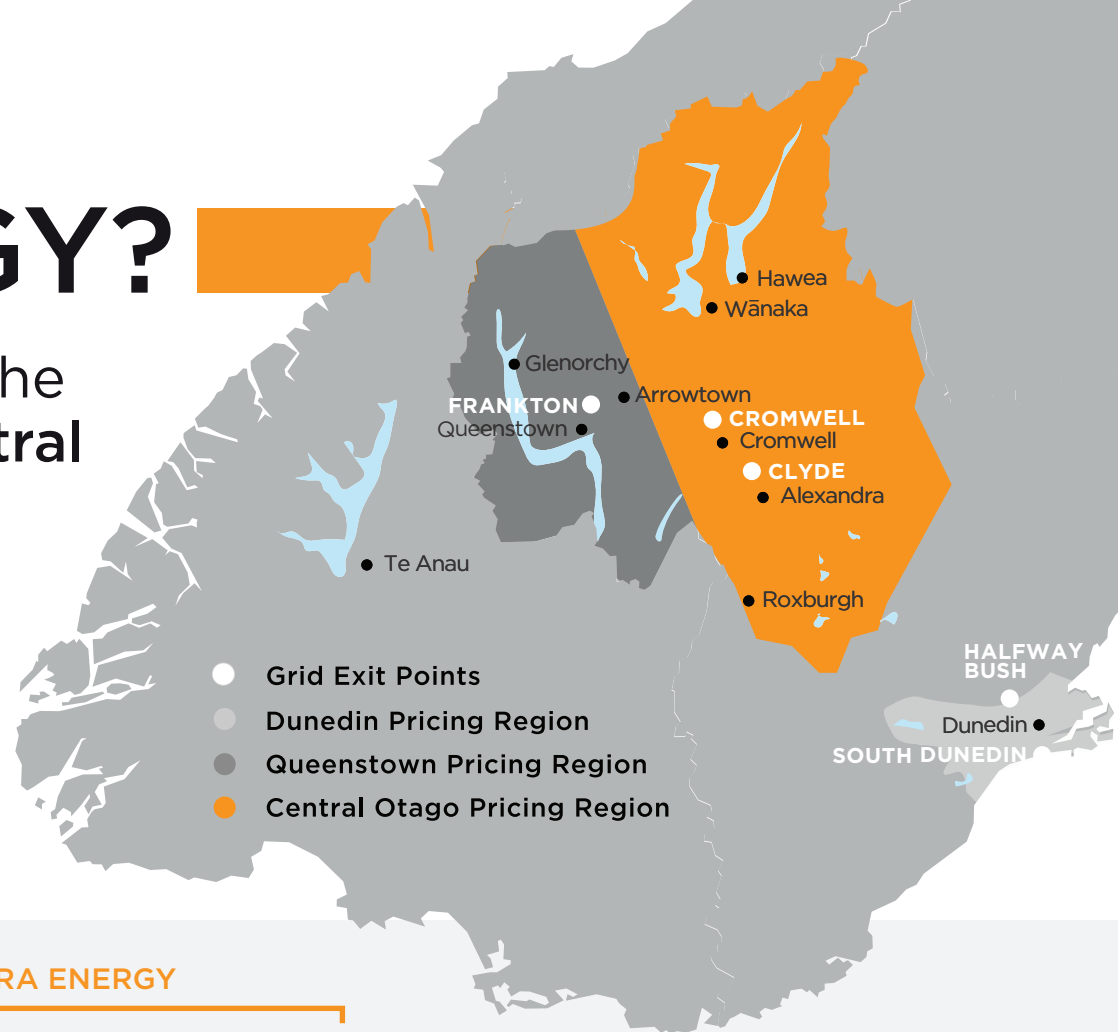 GY?
he
tral
Hawea
Wānaka
Glenorchy
Arrowtown
FRANKTON
Queenstown
CROMWELL
Cromwell
CLYDE
Alexandra
Te Anau
Roxburgh
HALFWAY
BUSH
Dunedin
SOUTH DUNEDIN
Grid Exit Points
Dunedin Pricing Region
Queenstown Pricing Region
Central Otago Pricing Region
RA ENERGY